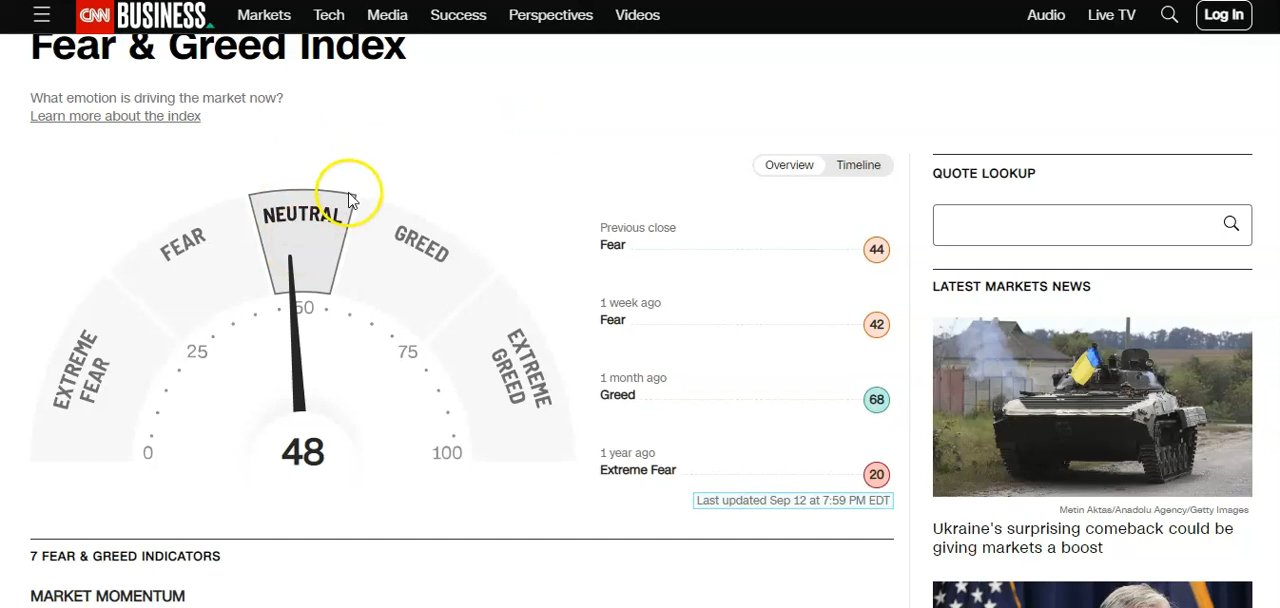 CNN BUSINESS
Markets
Tech
Media
Success
Perspectives
Videos
Audio
Live TV
Log In
Fear & Greed Index
What emotion is driving the market now?
Learn more about the index
Overview
Timeline
EXTREME
FEAR
FEAR
NEUTRAL
GREED
EXTREME
GREED
0
25
50
75
100
48
Previous close
Fear
44
1 week ago
Fear
42
1 month ago
Greed
68
1 year ago
Extreme Fear
20
Last updated Sep 12 at 7:59 PM EDT
7 FEAR & GREED INDICATORS
MARKET MOMENTUM
QUOTE LOOKUP
LATEST MARKETS NEWS
Metin Aktas/Anadolu Agency/Getty Images
Ukraine's surprising comeback could be
giving markets a boost